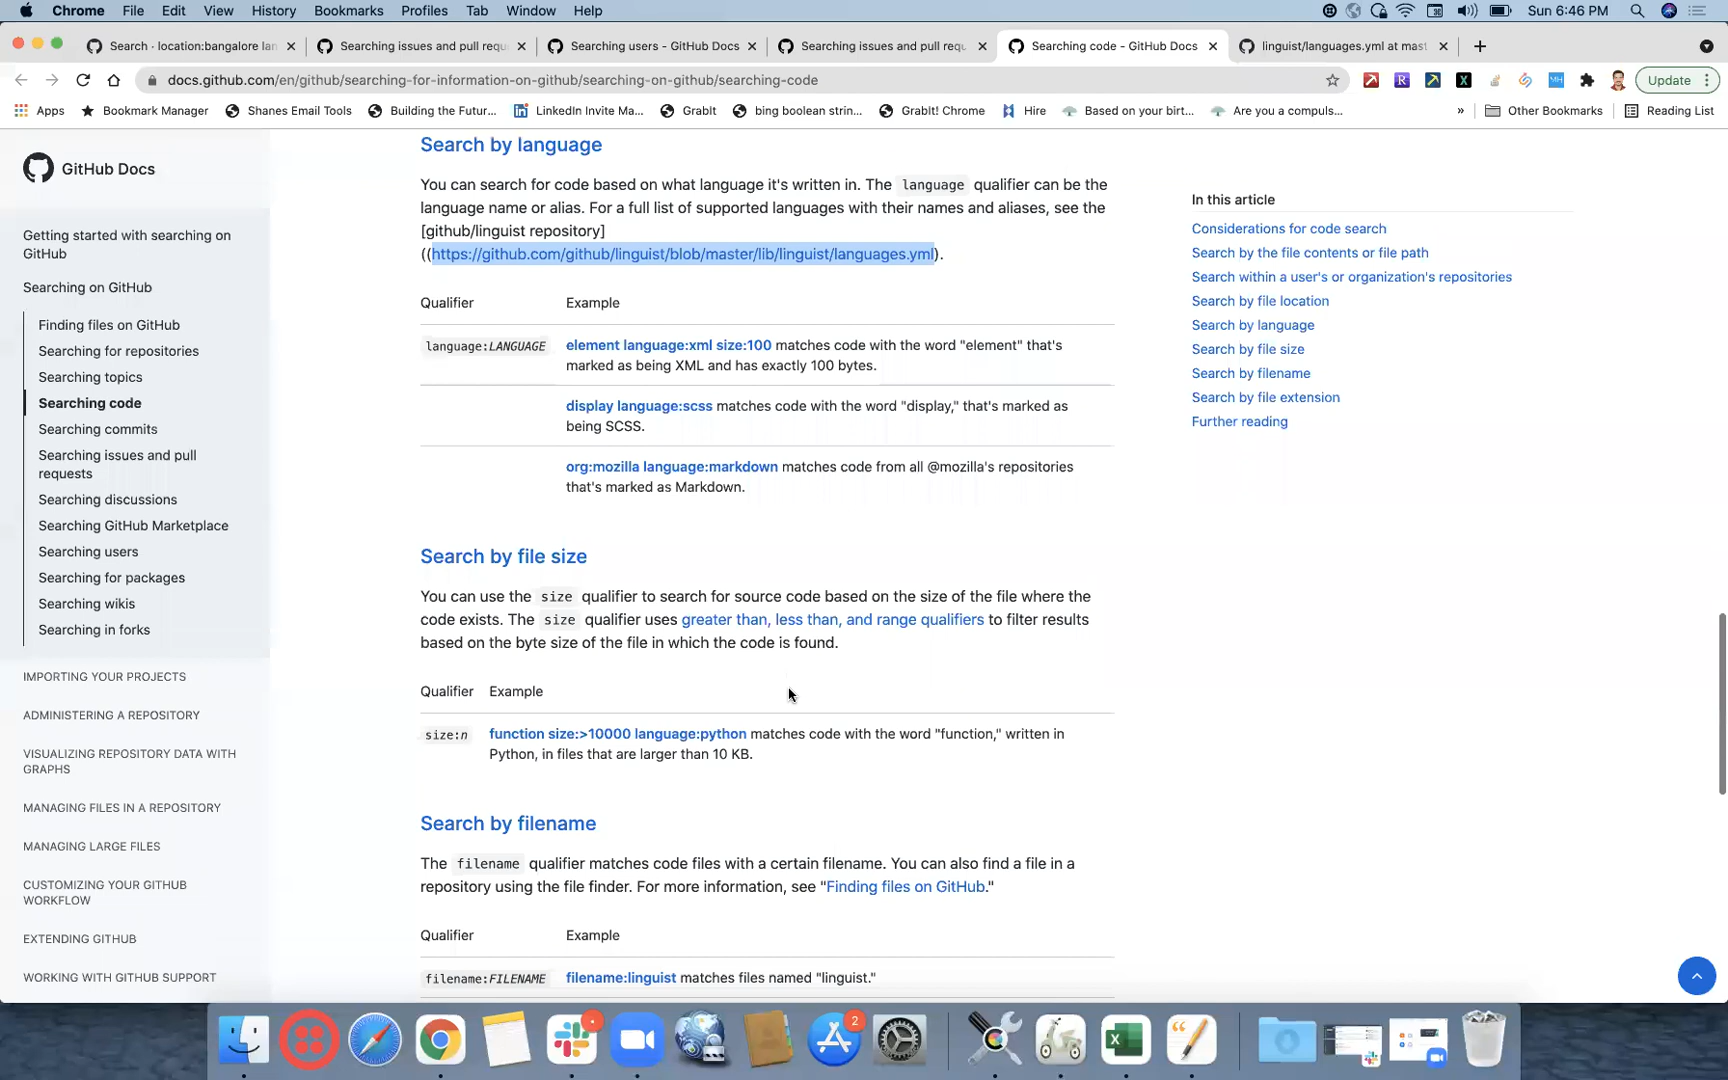 Chrome File Edit View History Bookmarks Profiles Tab Window Help
Sun 6:46 PM
Search · location:bangalore lan
Searching issues and pull requ
Searching users - GitHub Docs
Searching issues and pull requ
Searching code - GitHub Docs
linguist/languages.yml at mast
docs.github.com/en/github/searching-for-information-on-github/searching-on-github/searching-code
Update
Apps
Bookmark Manager
Shanes Email Tools
Building the Futur...
LinkedIn Invite Ma...
Grabit
bing boolean strin...
GrabIt! Chrome
Hire
Based on your birt...
Are you a compuls...
»
Other Bookmarks
Reading List
GitHub Docs
Getting started with searching on
GitHub
Searching on GitHub
Finding files on GitHub
Searching for repositories
Searching topics
Searching code
Searching commits
Searching issues and pull
requests
Searching discussions
Searching GitHub Marketplace
Searching users
Searching for packages
Searching wikis
Searching in forks
IMPORTING YOUR PROJECTS
ADMINISTERING A REPOSITORY
VISUALIZING REPOSITORY DATA WITH
GRAPHS
MANAGING FILES IN A REPOSITORY
MANAGING LARGE FILES
CUSTOMIZING YOUR GITHUB
WORKFLOW
EXTENDING GITHUB
WORKING WITH GITHUB SUPPORT
Search by language
You can search for code based on what language it's written in. The language qualifier can be the
language name or alias. For a full list of supported languages with their names and aliases, see the
[github/linguist repository]
((https://github.com/github/linguist/blob/master/lib/linguist/languages.yml).
Qualifier Example
language:LANGUAGE element language:xml size:100 matches code with the word "element" that's
marked as being XML and has exactly 100 bytes.
display language:scss matches code with the word "display," that's marked as
being SCSS.
org:mozilla language:markdown matches code from all @mozilla's repositories
that's marked as Markdown.
Search by file size
You can use the size qualifier to search for source code based on the size of the file where the
code exists. The size qualifier uses greater than, less than, and range qualifiers to filter results
based on the byte size of the file in which the code is found.
Qualifier Example
size:n function size:>10000 language:python matches code with the word "function," written in
Python, in files that are larger than 10 KB.
Search by filename
The filename qualifier matches code files with a certain filename. You can also find a file in a
repository using the file finder. For more information, see "Finding files on GitHub."
Qualifier Example
filename:FILENAME filename:linguist matches files named "linguist."
In this article
Considerations for code search
Search by the file contents or file path
Search within a user's or organization's repositories
Search by file location
Search by language
Search by file size
Search by filename
Search by file extension
Further reading
2